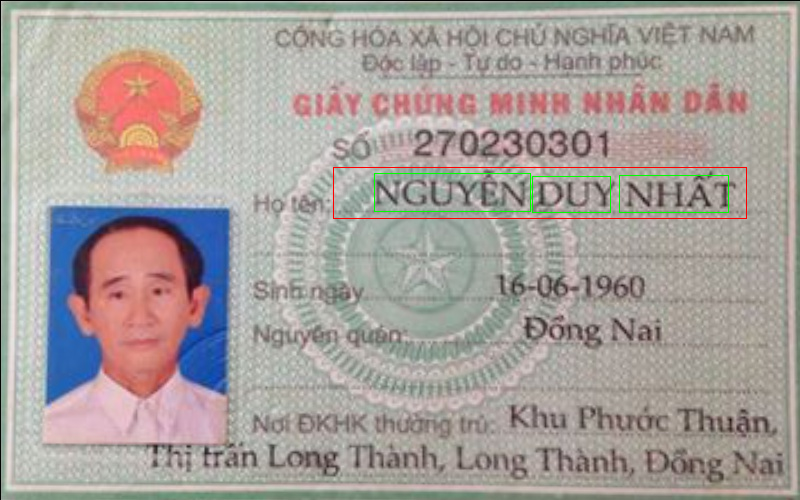 CỘNG HÒA XÃ HỘI CHỦ NGHĨA VIỆT NAM
Độc lập - Tự do - Hạnh phúc
GIẤY CHỨNG MINH NHÂN DÂN
SỐ 270230301
Họ tên: NGUYỄN DUY NHẤT
Sinh ngày 16-06-1960
Nguyên quán: Đồng Nai
Nơi ĐKHK thường trú: Khu Phước Thuận,
Thị trấn Long Thành, Long Thành, Đồng Nai